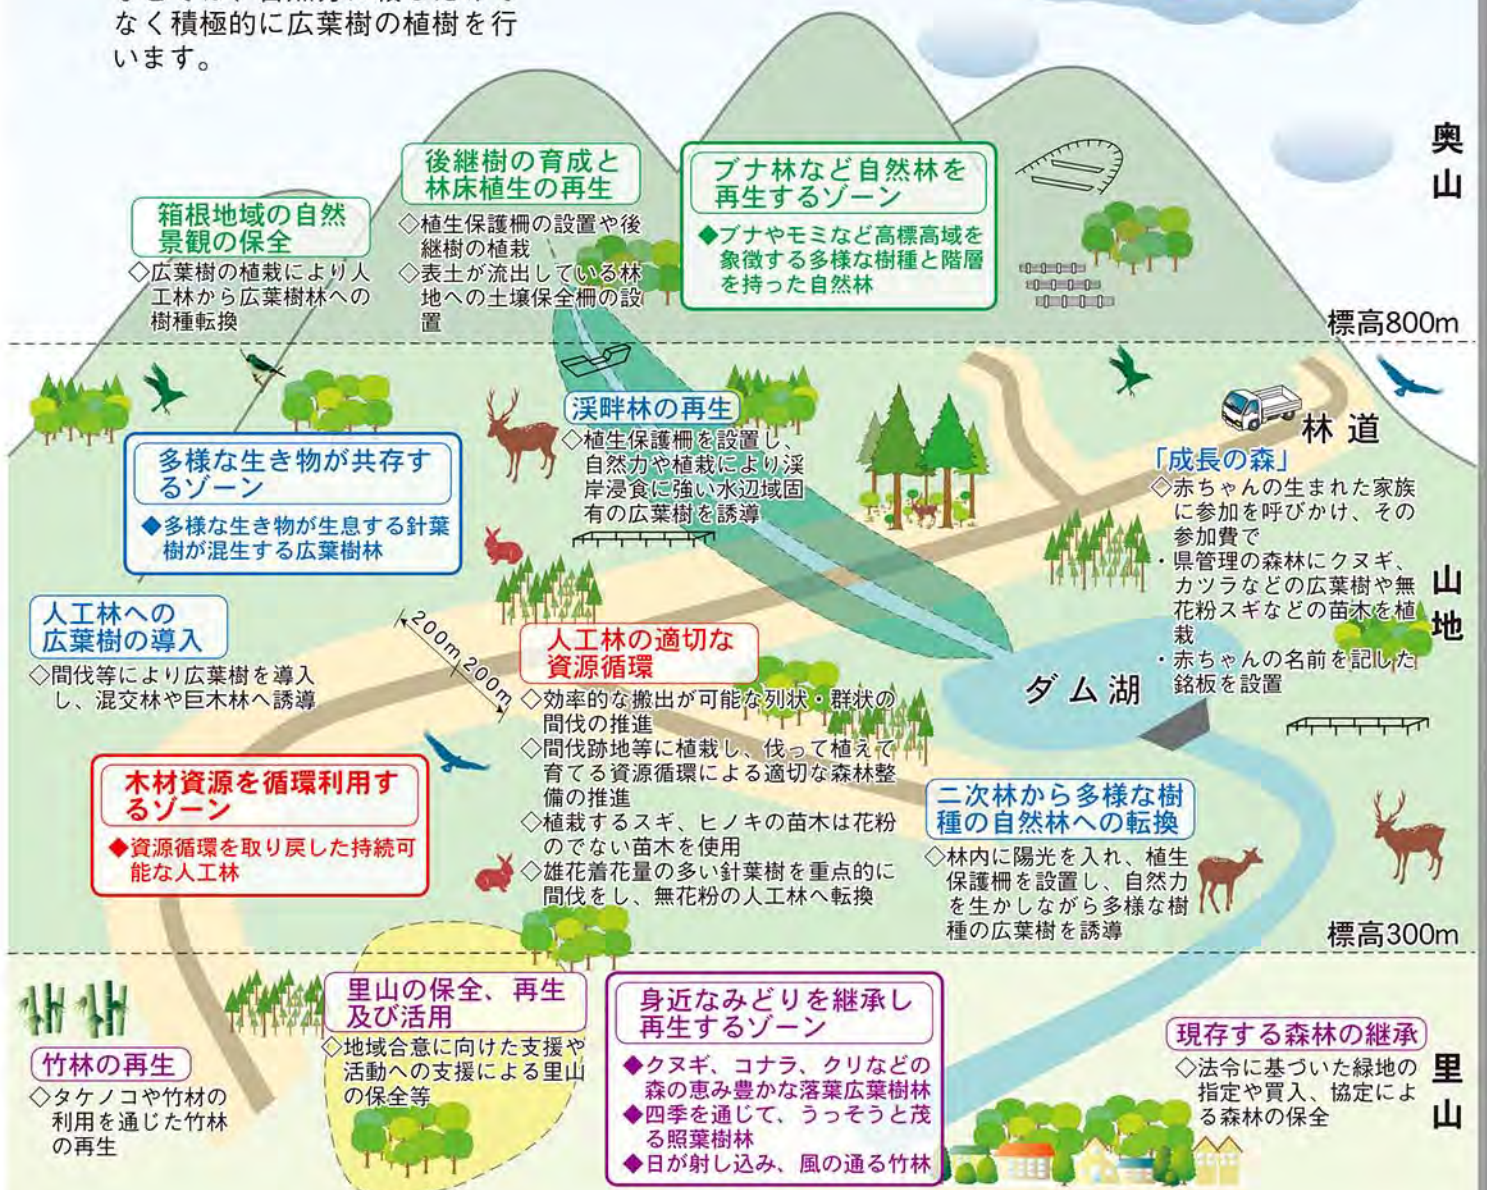 なく積極的に広葉樹の植樹を行
います。
奥山
後継樹の育成と
林床植生の再生
◇植生保護柵の設置や後
継樹の植栽
◇表土が流出している林
地への土壌保全柵の設
置
ブナ林など自然林を
再生するゾーン
◆ブナやモミなど高標高域を
象徴する多様な樹種と階層
を持った自然林
箱根地域の自然
景観の保全
◇広葉樹の植栽により人
工林から広葉樹林への
樹種転換
標高800m
渓畔林の再生
◇植生保護柵を設置し、
自然力や植栽により渓
岸浸食に強い水辺域固
有の広葉樹を誘導
林道
多様な生き物が共存す
るゾーン
◆多様な生き物が生息する針葉
樹が混生する広葉樹林
「成長の森」
◇赤ちゃんの生まれた家族
に参加を呼びかけ、その
参加費で
・県管理の森林にクヌギ、
カツラなどの広葉樹や無
花粉スギなどの苗木を植
栽
・赤ちゃんの名前を記した
銘板を設置
山地
人工林への
広葉樹の導入
◇間伐等により広葉樹を導入
し、混交林や巨木林へ誘導
200m
200m
人工林の適切な
資源循環
◇効率的な搬出が可能な列状・群状の
間伐の推進
◇間伐跡地等に植栽し、伐って植えて
育てる資源循環による適切な森林整
備の推進
◇植栽するスギ、ヒノキの苗木は花粉
のでない苗木を使用
◇雄花着花量の多い針葉樹を重点的に
間伐をし、無花粉の人工林へ転換
ダム湖
木材資源を循環利用す
るゾーン
◆資源循環を取り戻した持続可
能な人工林
二次林から多様な樹
種の自然林への転換
◇林内に陽光を入れ、植生
保護柵を設置し、自然力
を生かしながら多様な樹
種の広葉樹を誘導
標高300m
里山の保全、再生
及び活用
◇地域合意に向けた支援や
活動への支援による里山
の保全等
身近なみどりを継承し
再生するゾーン
◆クヌギ、コナラ、クリなどの
森の恵み豊かな落葉広葉樹林
◆四季を通じて、うっそうと茂
る照葉樹林
◆日が射し込み、風の通る竹林
現存する森林の継承
◇法令に基づいた緑地の
指定や買入、協定によ
る森林の保全
里山
竹林の再生
◇タケノコや竹材の
利用を通じた竹林
の再生